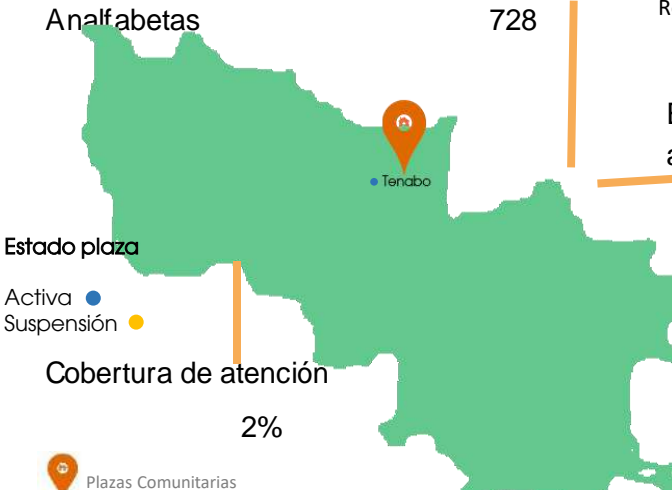 Analfabetas 728
R
Tenabo
Estado plaza
Activa
Suspensión
Cobertura de atención
2%
Plazas Comunitarias